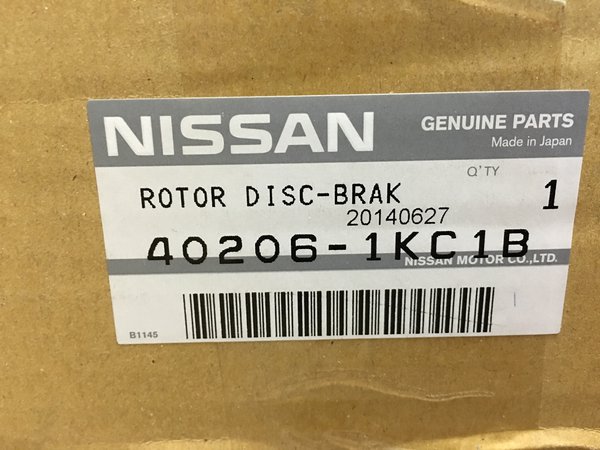 NISSAN
GENUINE PARTS
Made in Japan
Q'TY
ROTOR DISC-BRAK
1
20140627
40206-1KC1B
NISSAN MOTOR CO.,LTD.
B1145